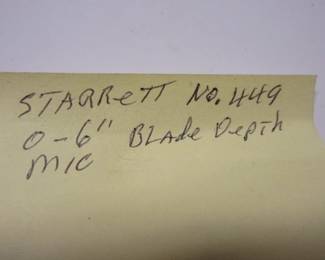 STARReTT No. 449
0-6" BLADe DepTh
MIC